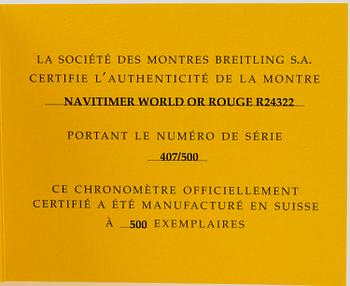 LA SOCIÉTÉ DES MONTRES BREITLING S.A.
CERTIFIE L'AUTHENTICITÉ DE LA MONTRE
NAVITIMER WORLD OR ROUGE R24322
PORTANT LE NUMÉRO DE SÉRIE
407/500
CE CHRONOMÈTRE OFFICIELLEMENT
CERTIFIÉ A ÉTÉ MANUFACTURÉ EN SUISSE
À 500 EXEMPLAIRES